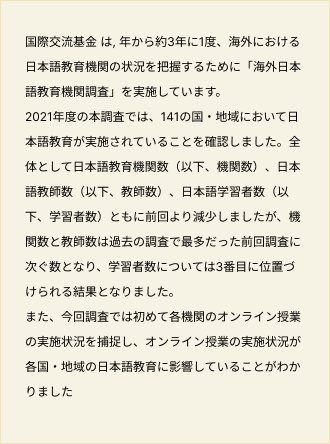 国際交流基金 は, 年から約3年に1度、海外における
日本語教育機関の状況を把握するために「海外日本
語教育機関調査」を実施しています。
2021年度の本調査では、141の国・地域において日
本語教育が実施されていることを確認しました。全
体として日本語教育機関数（以下、機関数）、日本
語教師数（以下、教師数）、日本語学習者数（以
下、学習者数）ともに前回より減少しましたが、機
関数と教師数は過去の調査で最多だった前回調査に
次ぐ数となり、学習者数については3番目に位置づ
けられる結果となりました。
また、今回調査では初めて各機関のオンライン授業
の実施状況を捕捉し、オンライン授業の実施状況が
各国・地域の日本語教育に影響していることがわか
りました